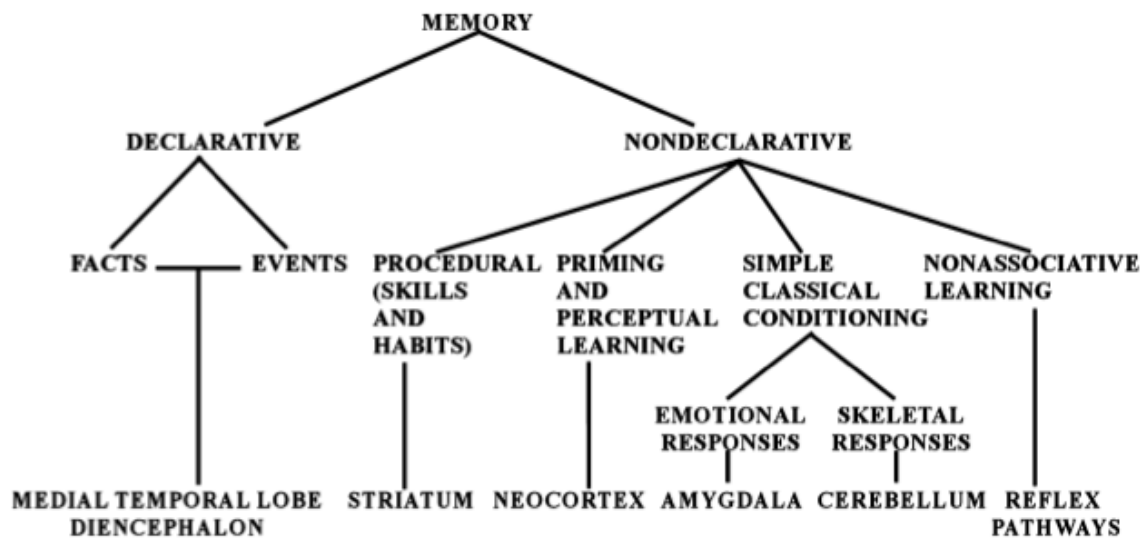 MEMORY
DECLARATIVE
NONDECLARATIVE
FACTS
EVENTS
PROCEDURAL
(SKILLS
AND
HABITS)
PRIMING
AND
PERCEPTUAL
LEARNING
SIMPLE
CLASSICAL
CONDITIONING
NONASSOCIATIVE
LEARNING
EMOTIONAL
RESPONSES
SKELETAL
RESPONSES
MEDIAL TEMPORAL LOBE
DIENCEPHALON
STRIATUM
NEOCORTEX
AMYGDALA
CEREBELLUM
REFLEX
PATHWAYS